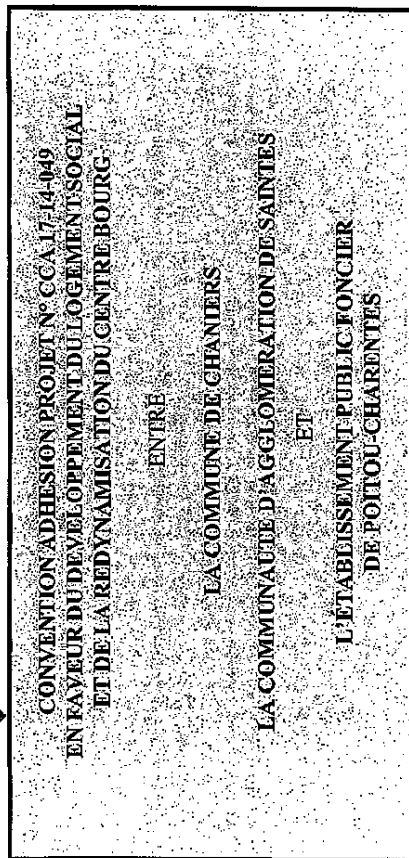 CONVENTION ADHESION PROJET N° CCA 17-14-049
EN FAVEUR DU DEVELOPPEMENT DU LOGEMENT SOCIAL
ET DE LA REDYNAMISATION DU CENTRE BOURG
ENTRE
LA COMMUNE DE CHANIERS
LA COMMUNAUTE D'AGGLOMERATION DE SAINTES
ET
L'ÉTABLISSEMENT PUBLIC FONCIER
DE POITOU-CHARENTES